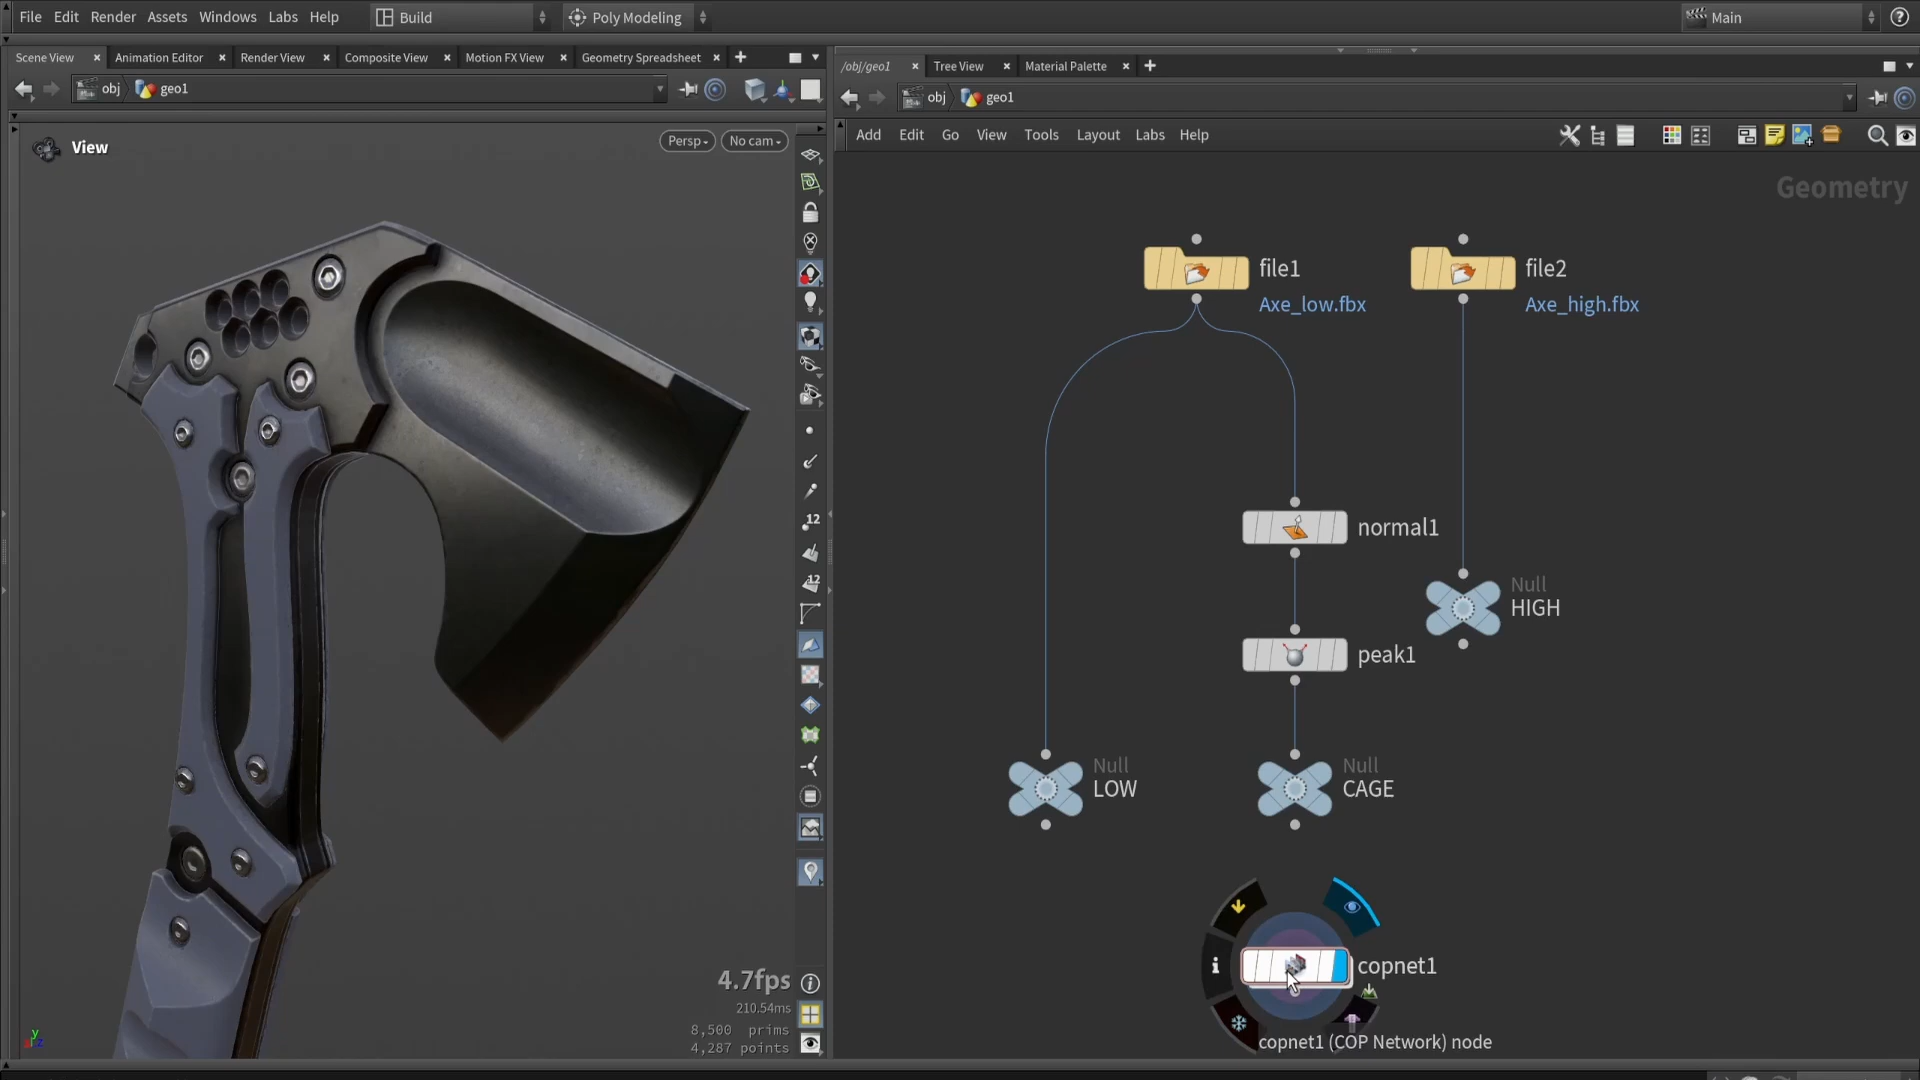 File Edit Render Assets Windows Labs Help Build Poly Modeling Main
Scene View Animation Editor Render View Composite View Motion FX View Geometry Spreadsheet
/obj/geo1 Tree View Material Palette
obj geo1
obj geo1
Add Edit Go View Tools Layout Labs Help
View
Persp No cam
Geometry
file1
Axe_low.fbx
file2
Axe_high.fbx
12
12
normal1
Null
HIGH
peak1
Null
LOW
Null
CAGE
copnet1
copnet1 (COP Network) node
4.7fps
210.54ms
8,500 prims
4,287 points
y